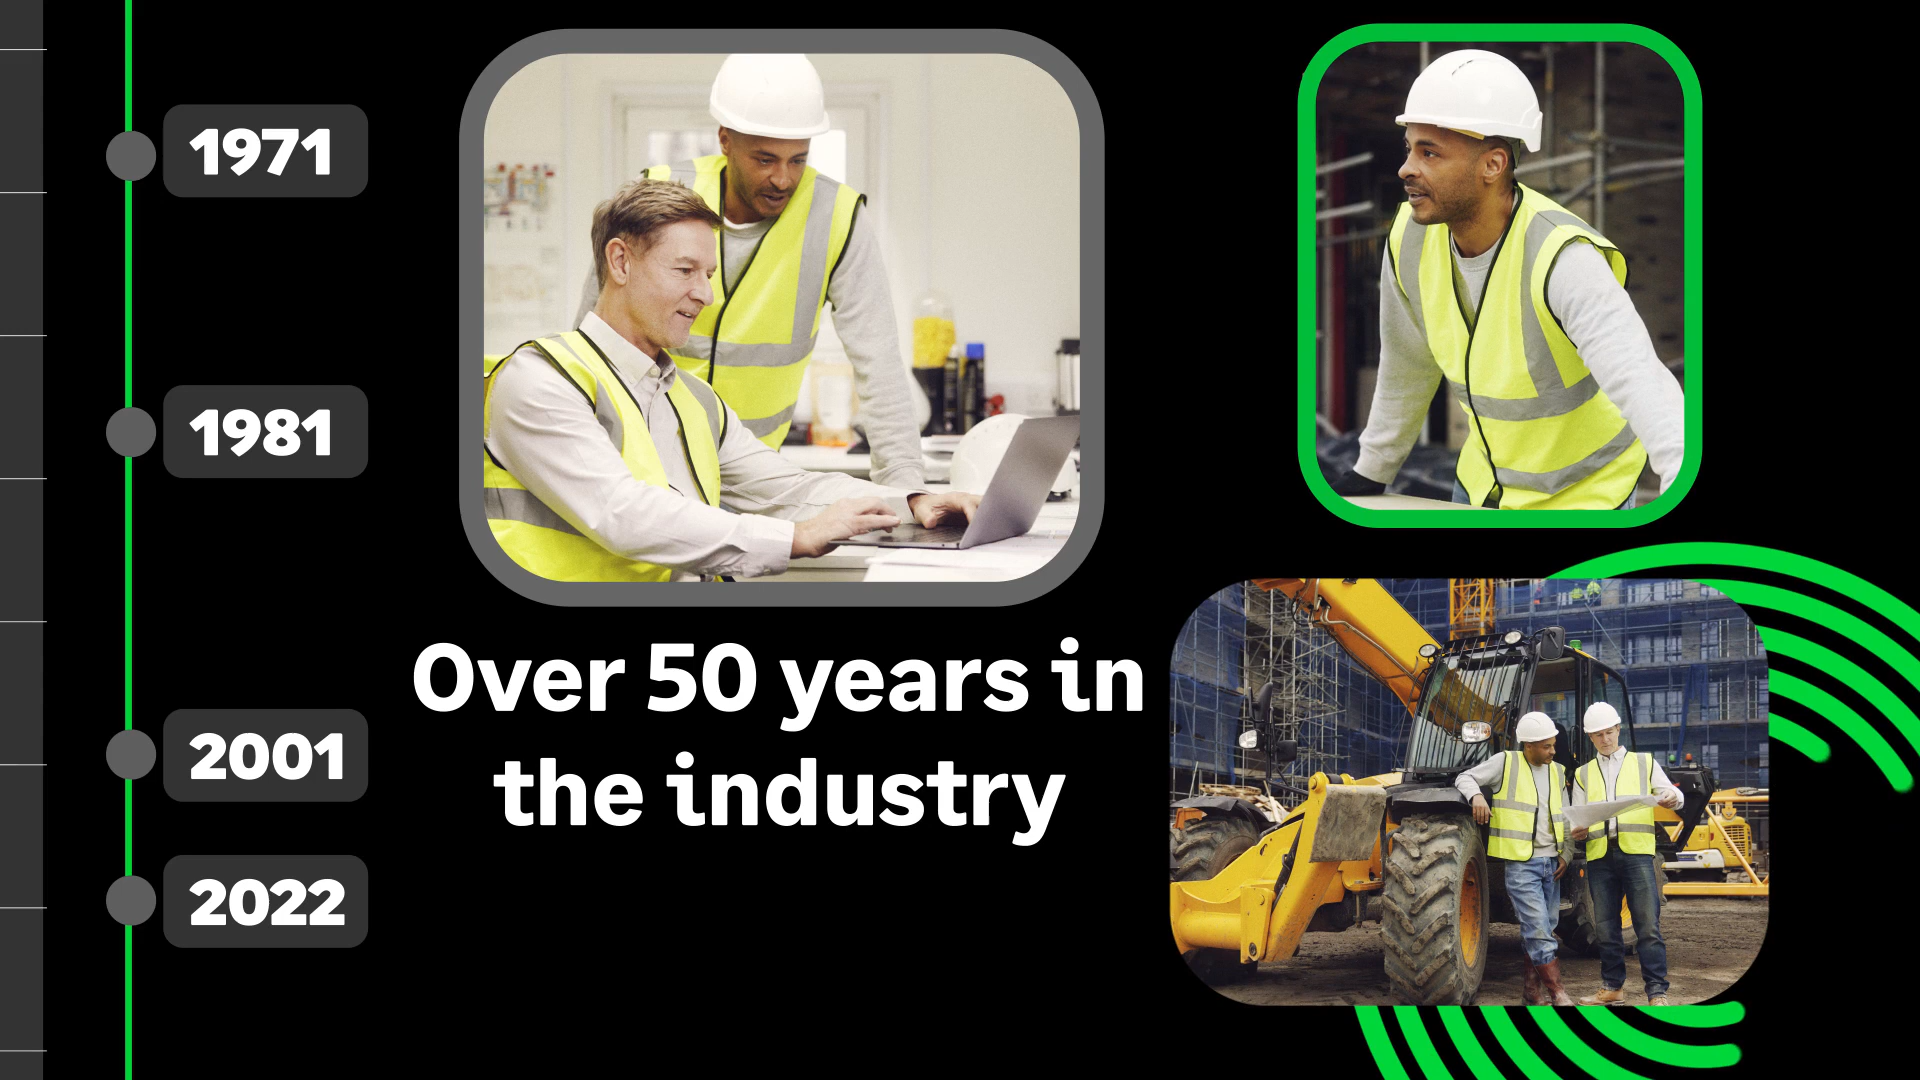 1971
1981
2001
2022
Over 50 years in
the industry